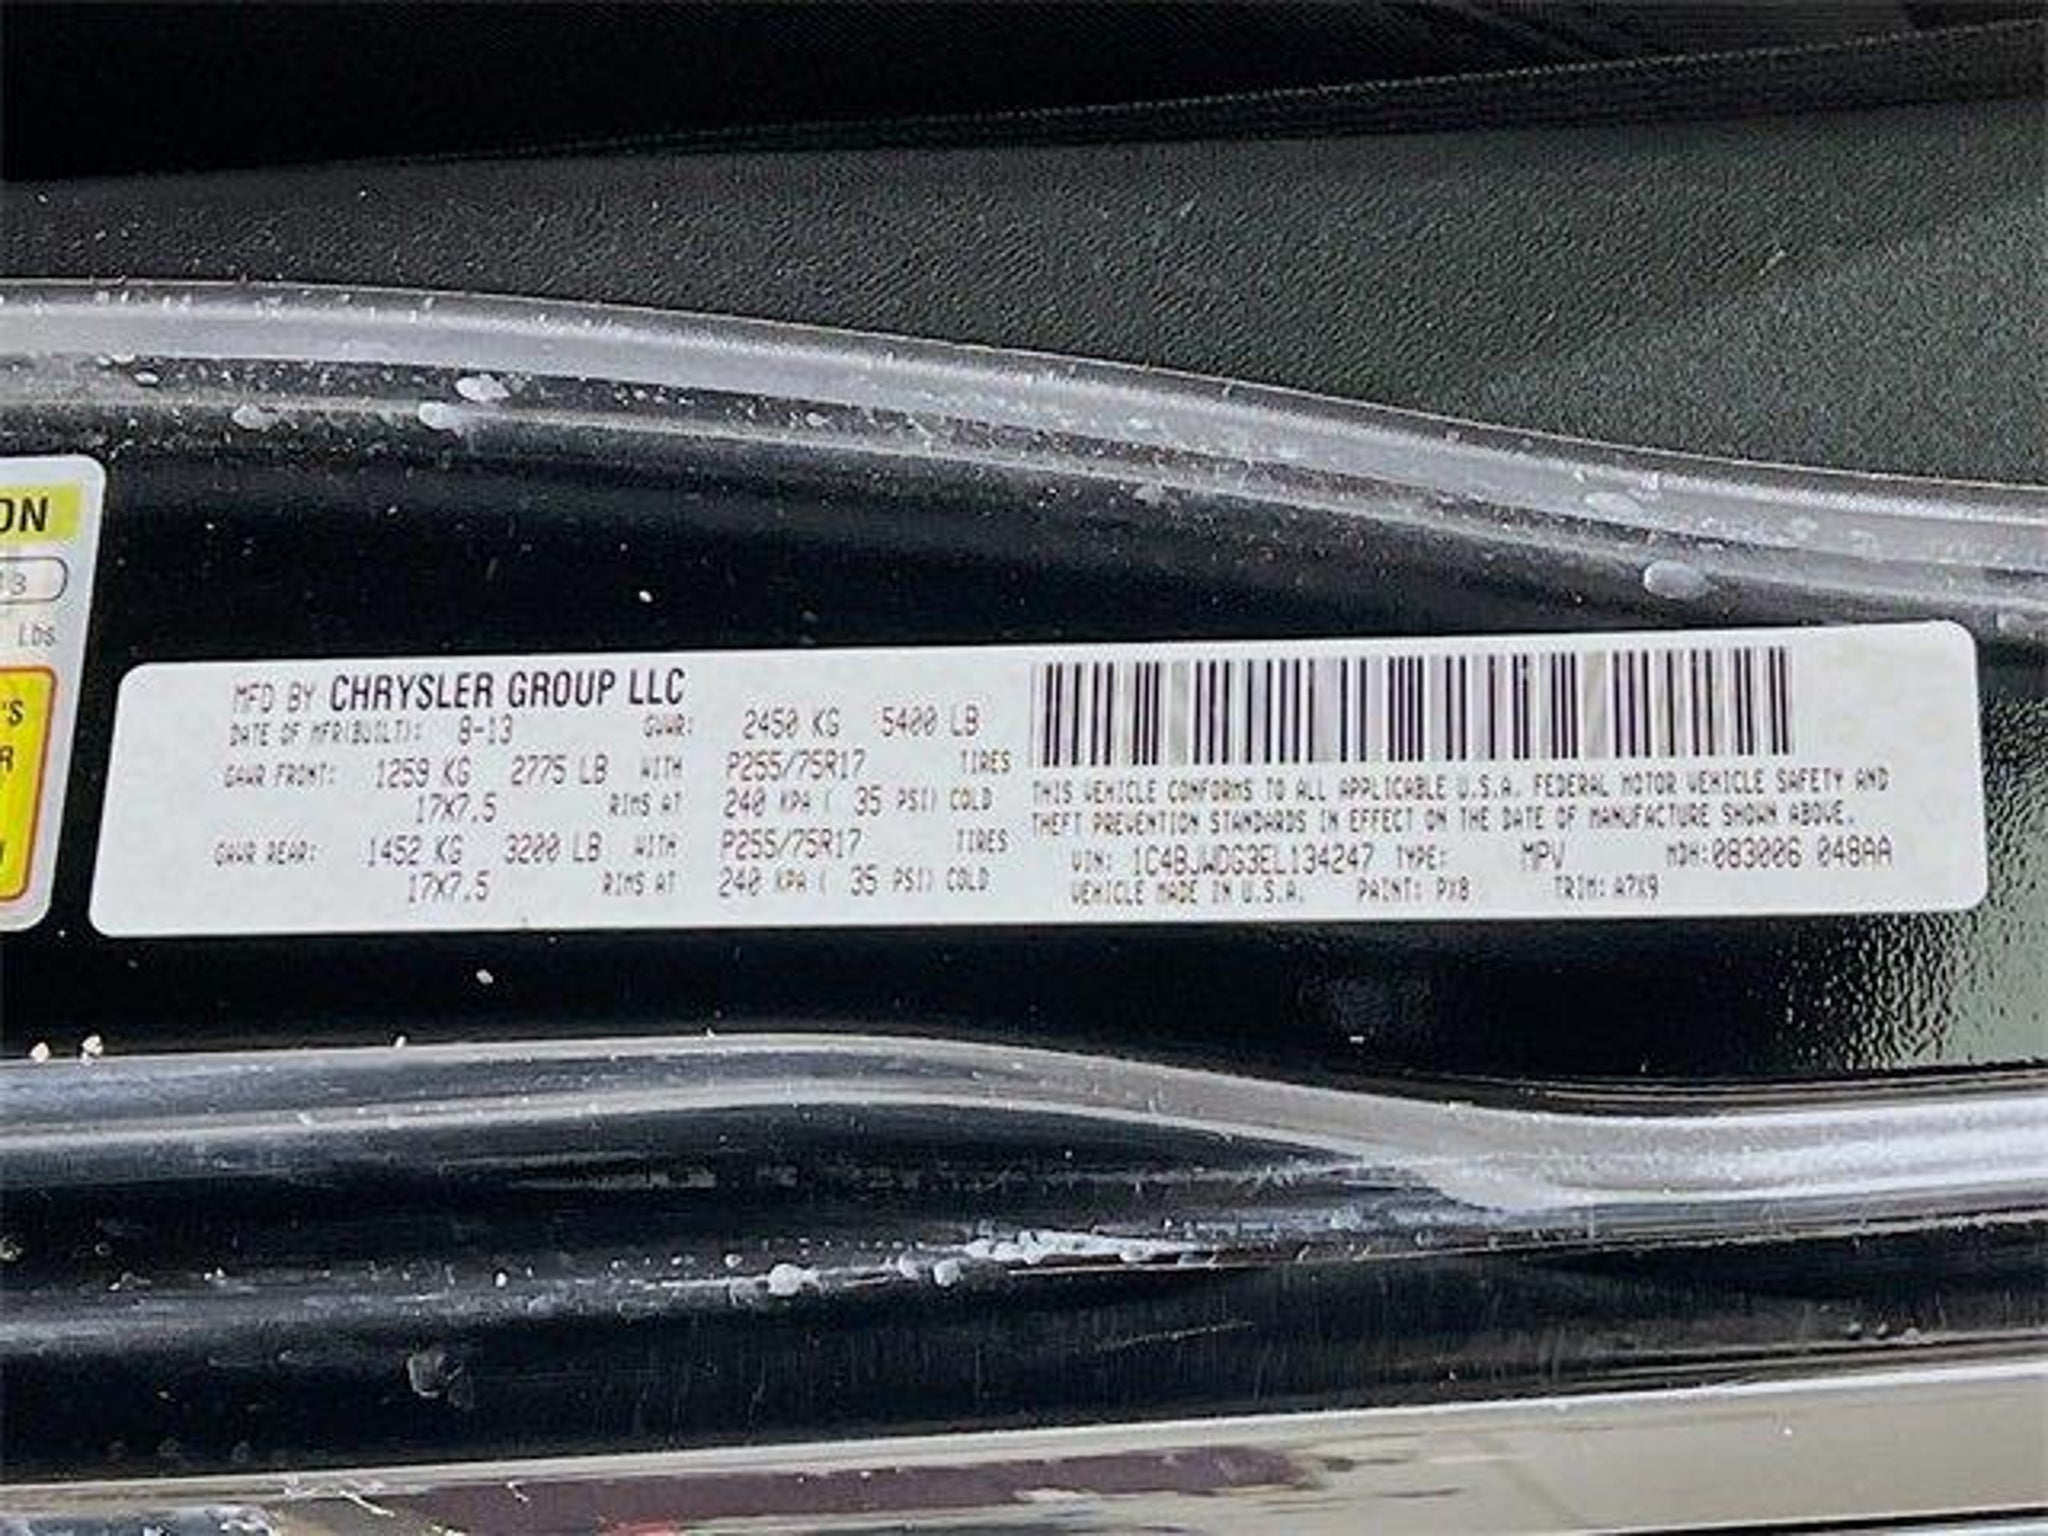 ON
13
Lbs
'S
R
MFD BY CHRYSLER GROUP LLC
DATE OF MFR(BUILT): 8-13 GVWR: 2450 KG 5400 LB
GAWR FRONT: 1259 KG 2775 LB WITH P255/75R17 TIRES
17X7.5 RIMS AT 240 KPA ( 35 PSI) COLD
GAWR REAR: 1452 KG 3200 LB WITH P255/75R17 TIRES
17X7.5 RIMS AT 240 KPA ( 35 PSI) COLD
THIS VEHICLE CONFORMS TO ALL APPLICABLE U.S.A. FEDERAL MOTOR VEHICLE SAFETY AND
THEFT PREVENTION STANDARDS IN EFFECT ON THE DATE OF MANUFACTURE SHOWN ABOVE.
VIN: 1C4BJWDG3EL134247 TYPE: MPV MDH:083006 048AA
VEHICLE MADE IN U.S.A. PAINT: PX8 TRIM: A7X9